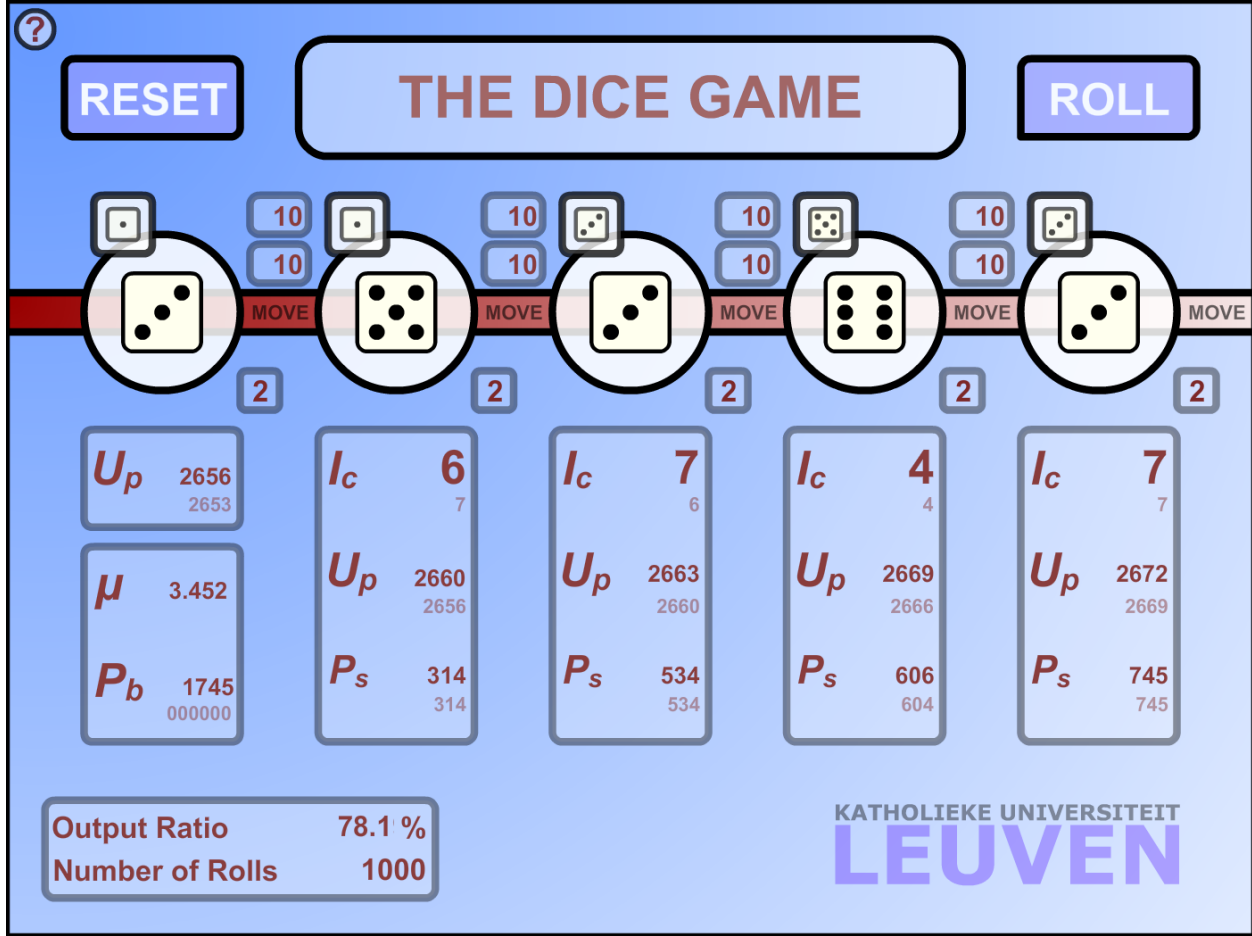 ?
RESET
THE DICE GAME
ROLL
10 10 10 10
10 10 10 10
MOVE MOVE MOVE MOVE MOVE
2 2 2 2 2
Up 2656
2653
μ 3.452
Pb 1745
000000
Ic 6
7
Up 2660
2656
Ps 314
314
Ic 7
6
Up 2663
2660
Ps 534
534
Ic 4
4
Up 2669
2666
Ps 606
604
Ic 7
7
Up 2672
2669
Ps 745
745
Output Ratio 78.1 %
Number of Rolls 1000
KATHOLIEKE UNIVERSITEIT
LEUVEN